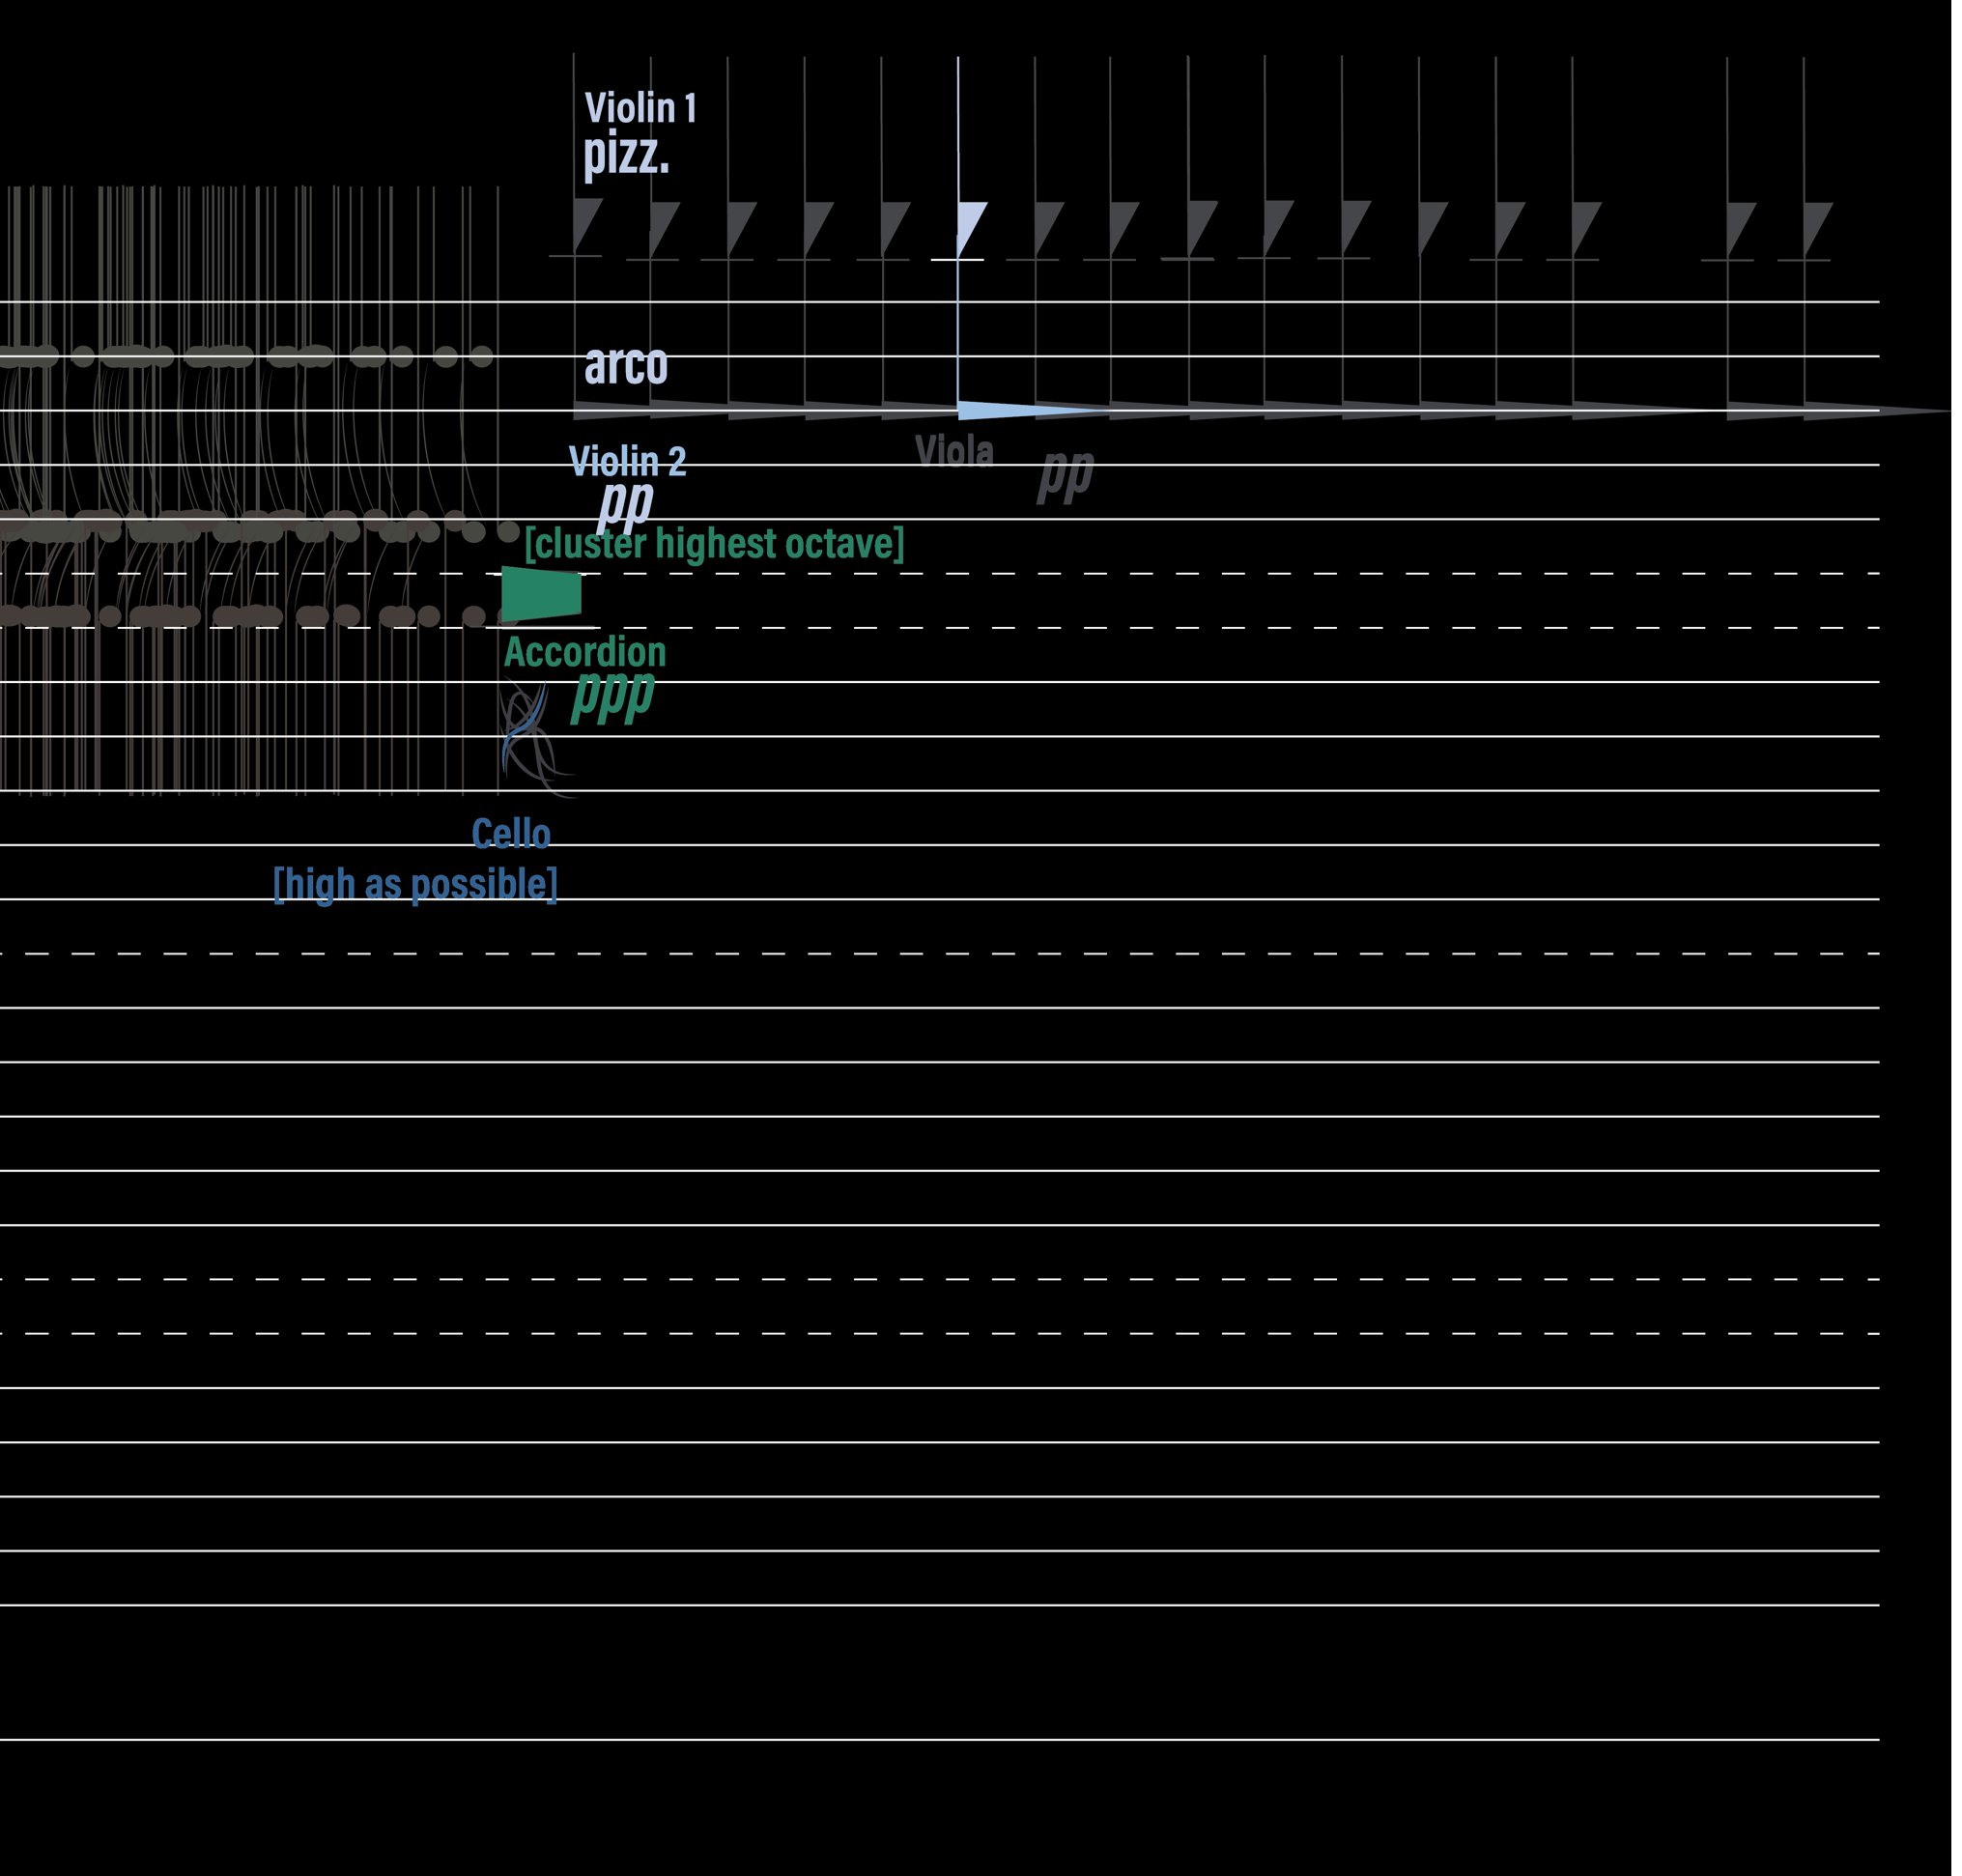 Violin 1
pizz.
arco
Violin 2
pp
Viola
pp
[cluster highest octave]
Accordion
ppp
Cello
[high as possible]